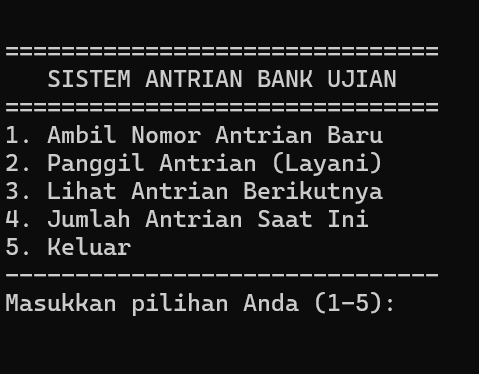 ===============================
   SISTEM ANTRIAN BANK UJIAN
===============================
1. Ambil Nomor Antrian Baru
2. Panggil Antrian (Layani)
3. Lihat Antrian Berikutnya
4. Jumlah Antrian Saat Ini
5. Keluar
-------------------------------
Masukkan pilihan Anda (1-5):